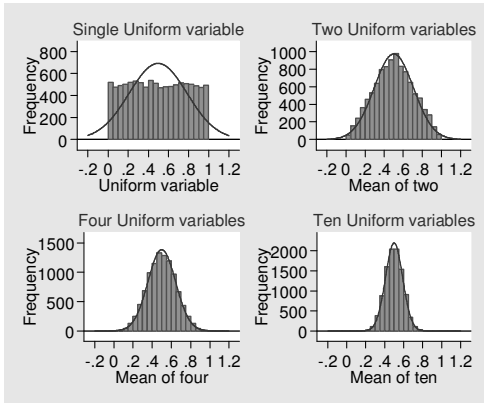 Single Uniform variable
Frequency
800
600
400
200
0
-.2 0 .2 .4 .6 .8 1 1.2
Uniform variable
Two Uniform variables
Frequency
1000
800
600
400
200
0
-.2 0 .2 .4 .6 .8 1 1.2
Mean of two
Four Uniform variables
Frequency
1500
1000
500
0
-.2 0 .2 .4 .6 .8 1 1.2
Mean of four
Ten Uniform variables
Frequency
2000
1500
1000
500
0
-.2 0 .2 .4 .6 .8 1 1.2
Mean of ten